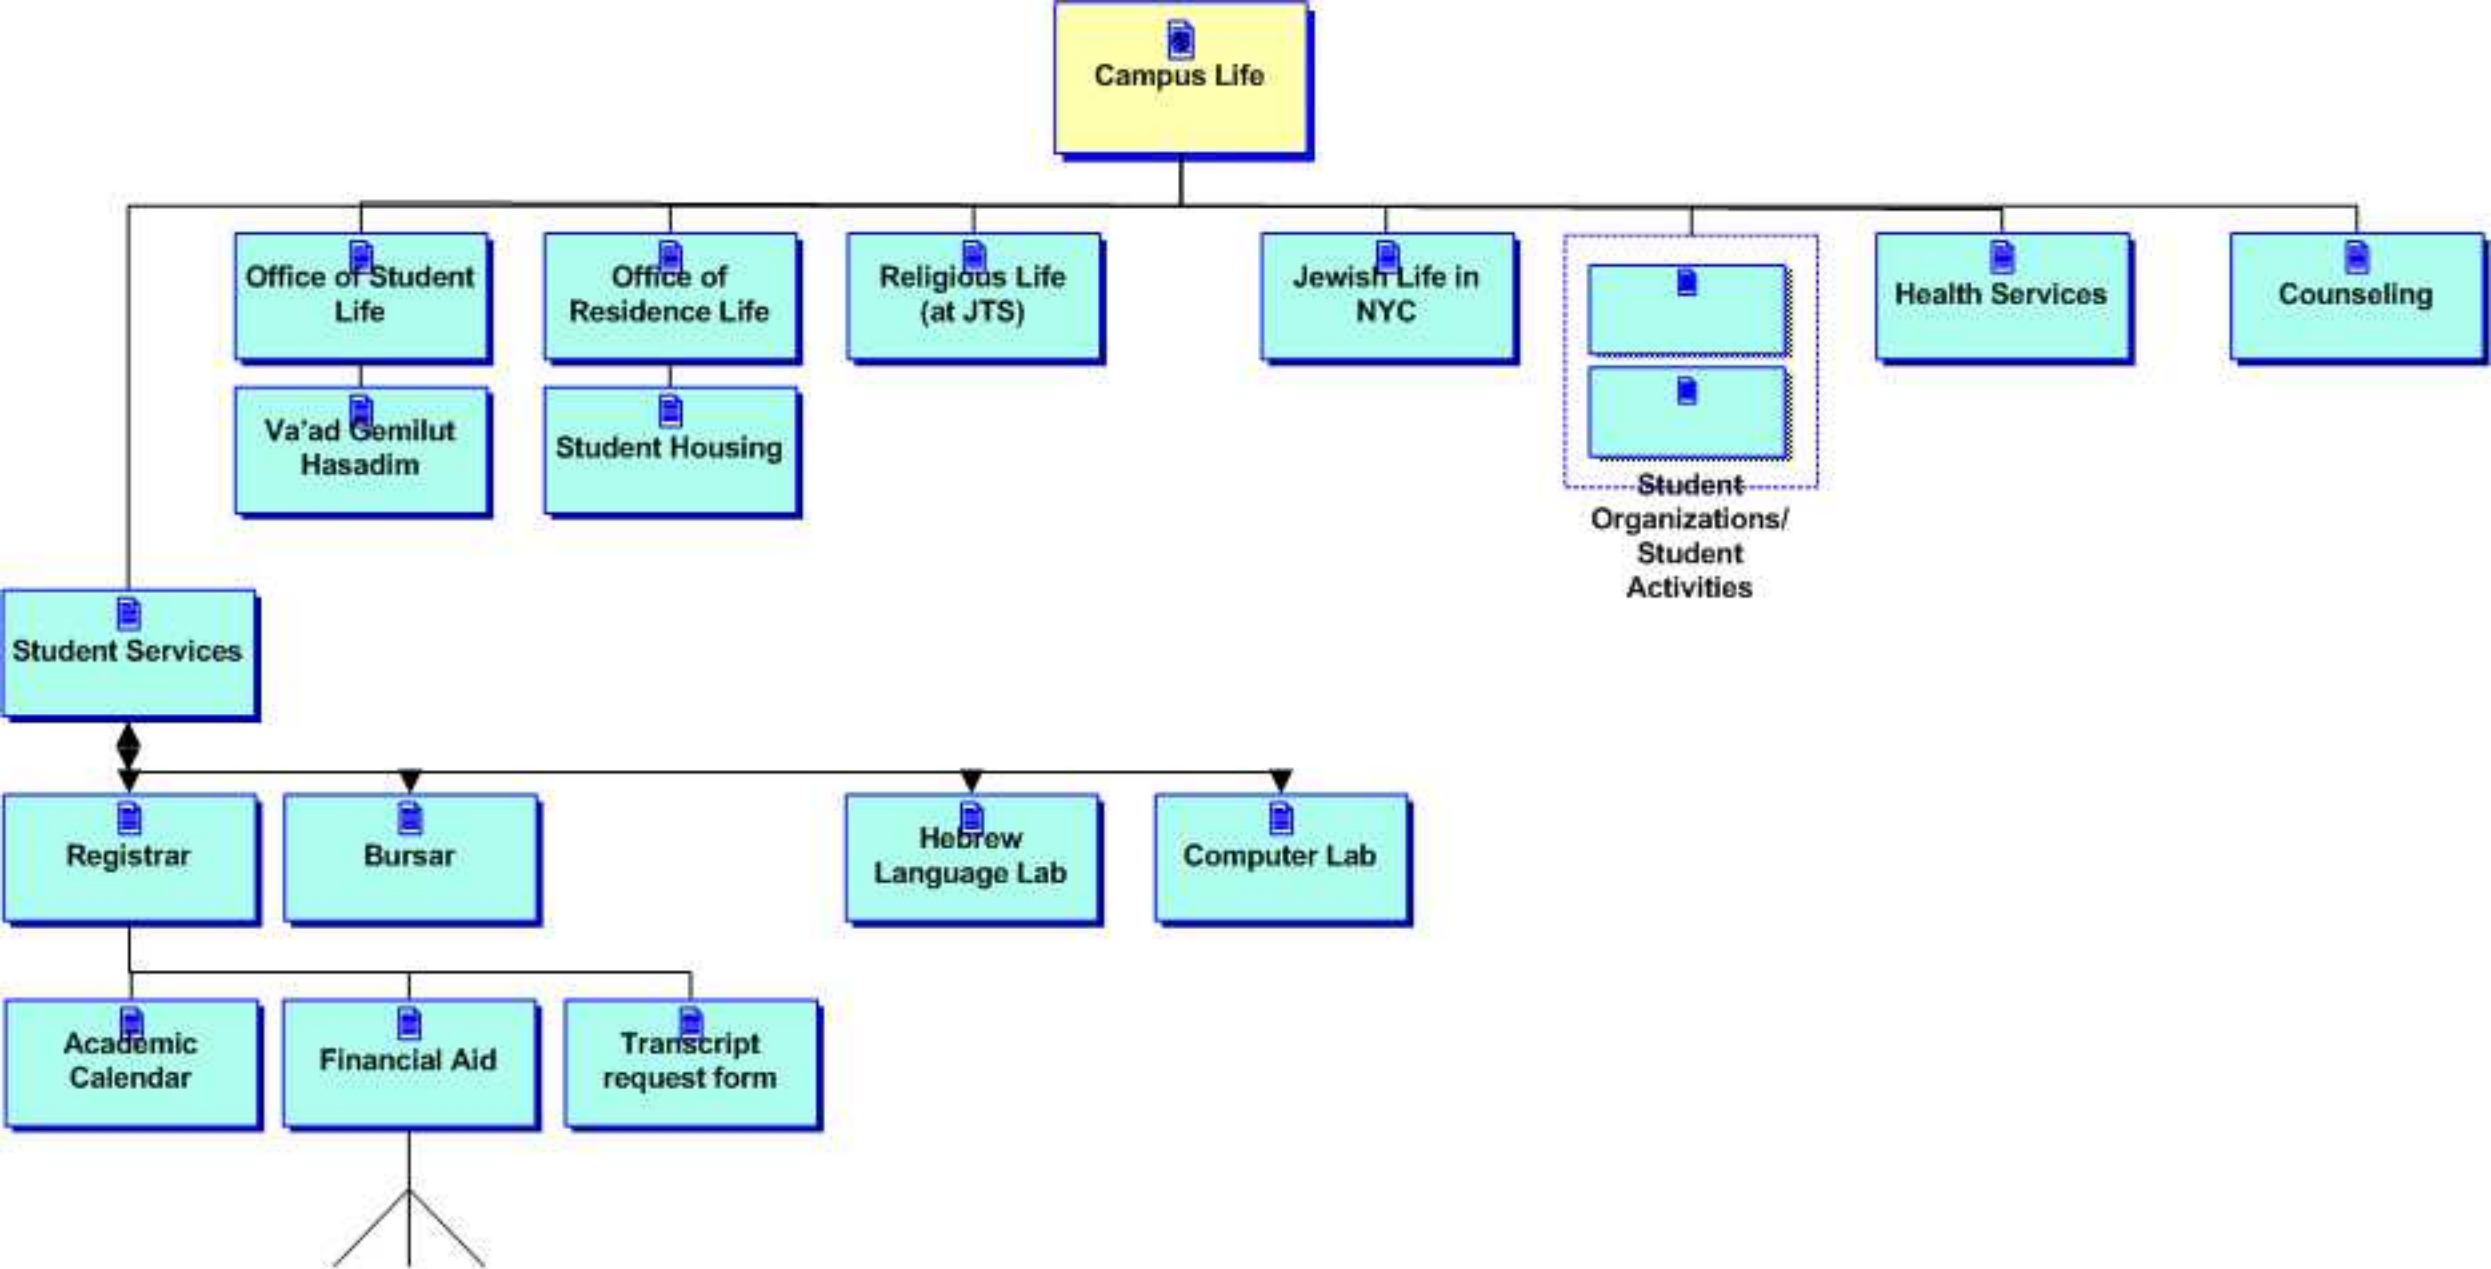 Campus Life
Office of Student
Life
Office of
Residence Life
Religious Life
(at JTS)
Jewish Life in
NYC
Health Services
Counseling
Va'ad Gemilut
Hasadim
Student Housing
Student
Organizations/
Student
Activities
Student Services
Registrar
Bursar
Hebrew
Language Lab
Computer Lab
Academic
Calendar
Financial Aid
Transcript
request form